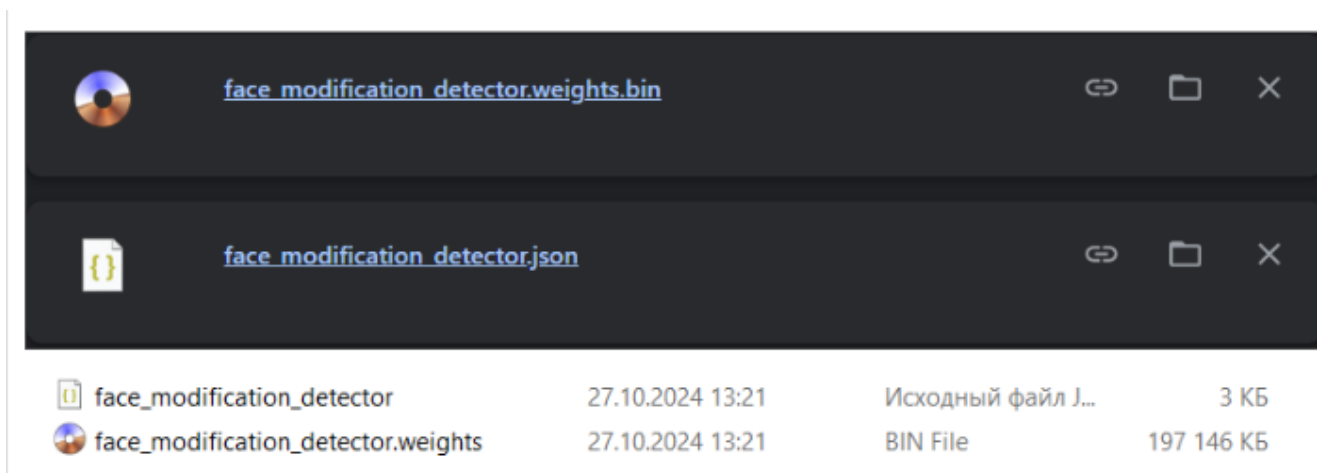 face_modification_detector.weights.bin
face_modification_detector.json
face_modification_detector 27.10.2024 13:21 Исходный файл J... 3 КБ
face_modification_detector.weights 27.10.2024 13:21 BIN File 197 146 КБ